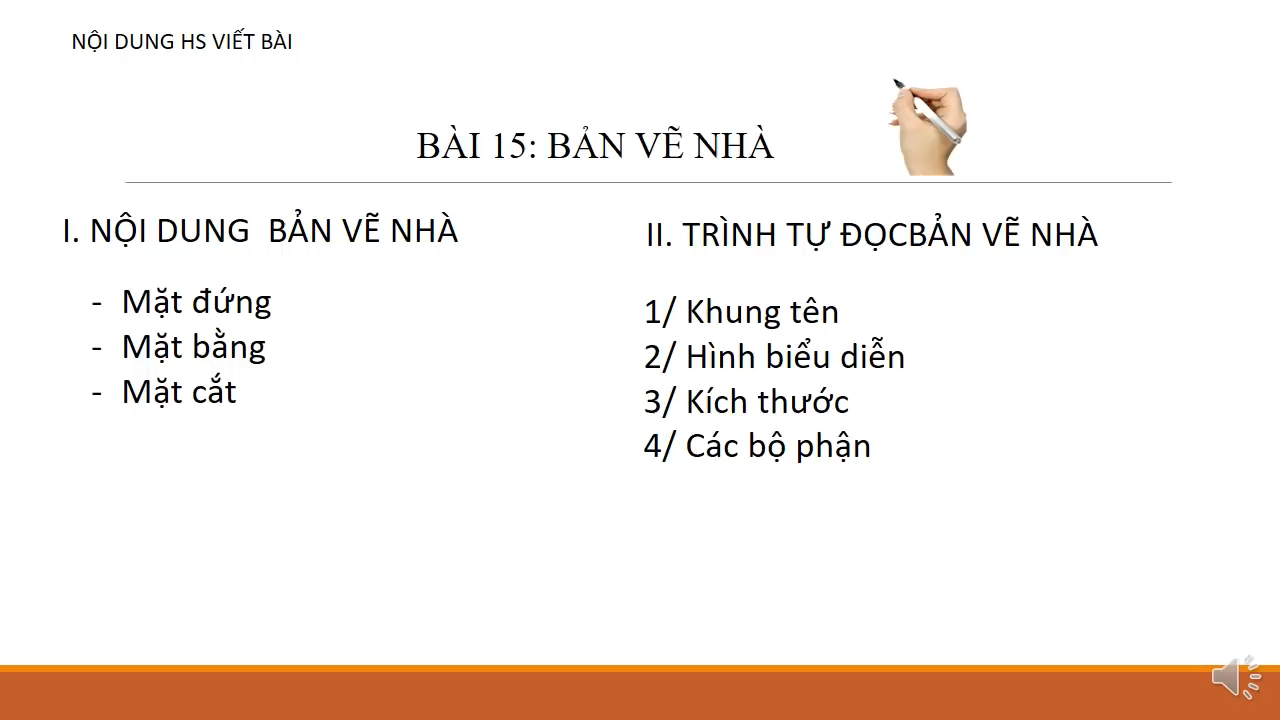 NỘI DUNG HS VIẾT BÀI
BÀI 15: BẢN VẼ NHÀ
I. NỘI DUNG BẢN VẼ NHÀ
- Mặt đứng
- Mặt bằng
- Mặt cắt
II. TRÌNH TỰ ĐỌCBẢN VẼ NHÀ
1/ Khung tên
2/ Hình biểu diễn
3/ Kích thước
4/ Các bộ phận